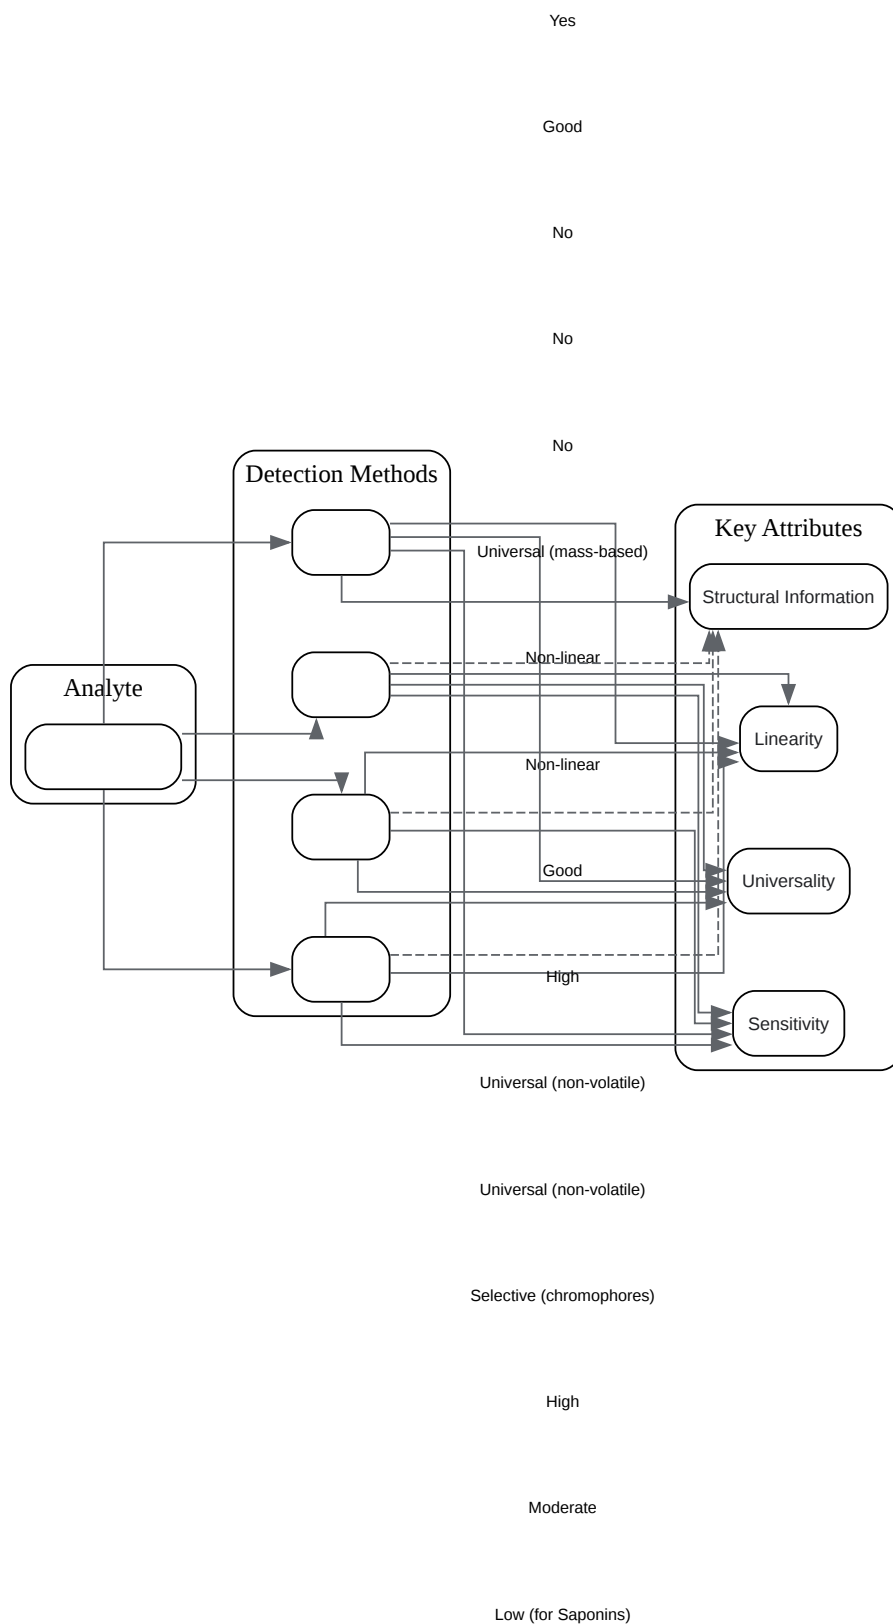 Yes
Good
No
No
No
Detection Methods
Key Attributes
Universal (mass-based)
Structural Information
Non-linear
Analyte
Linearity
Non-linear
Good
Universality
High
Sensitivity
Universal (non-volatile)
Universal (non-volatile)
Selective (chromophores)
High
Moderate
Low (for Saponins)